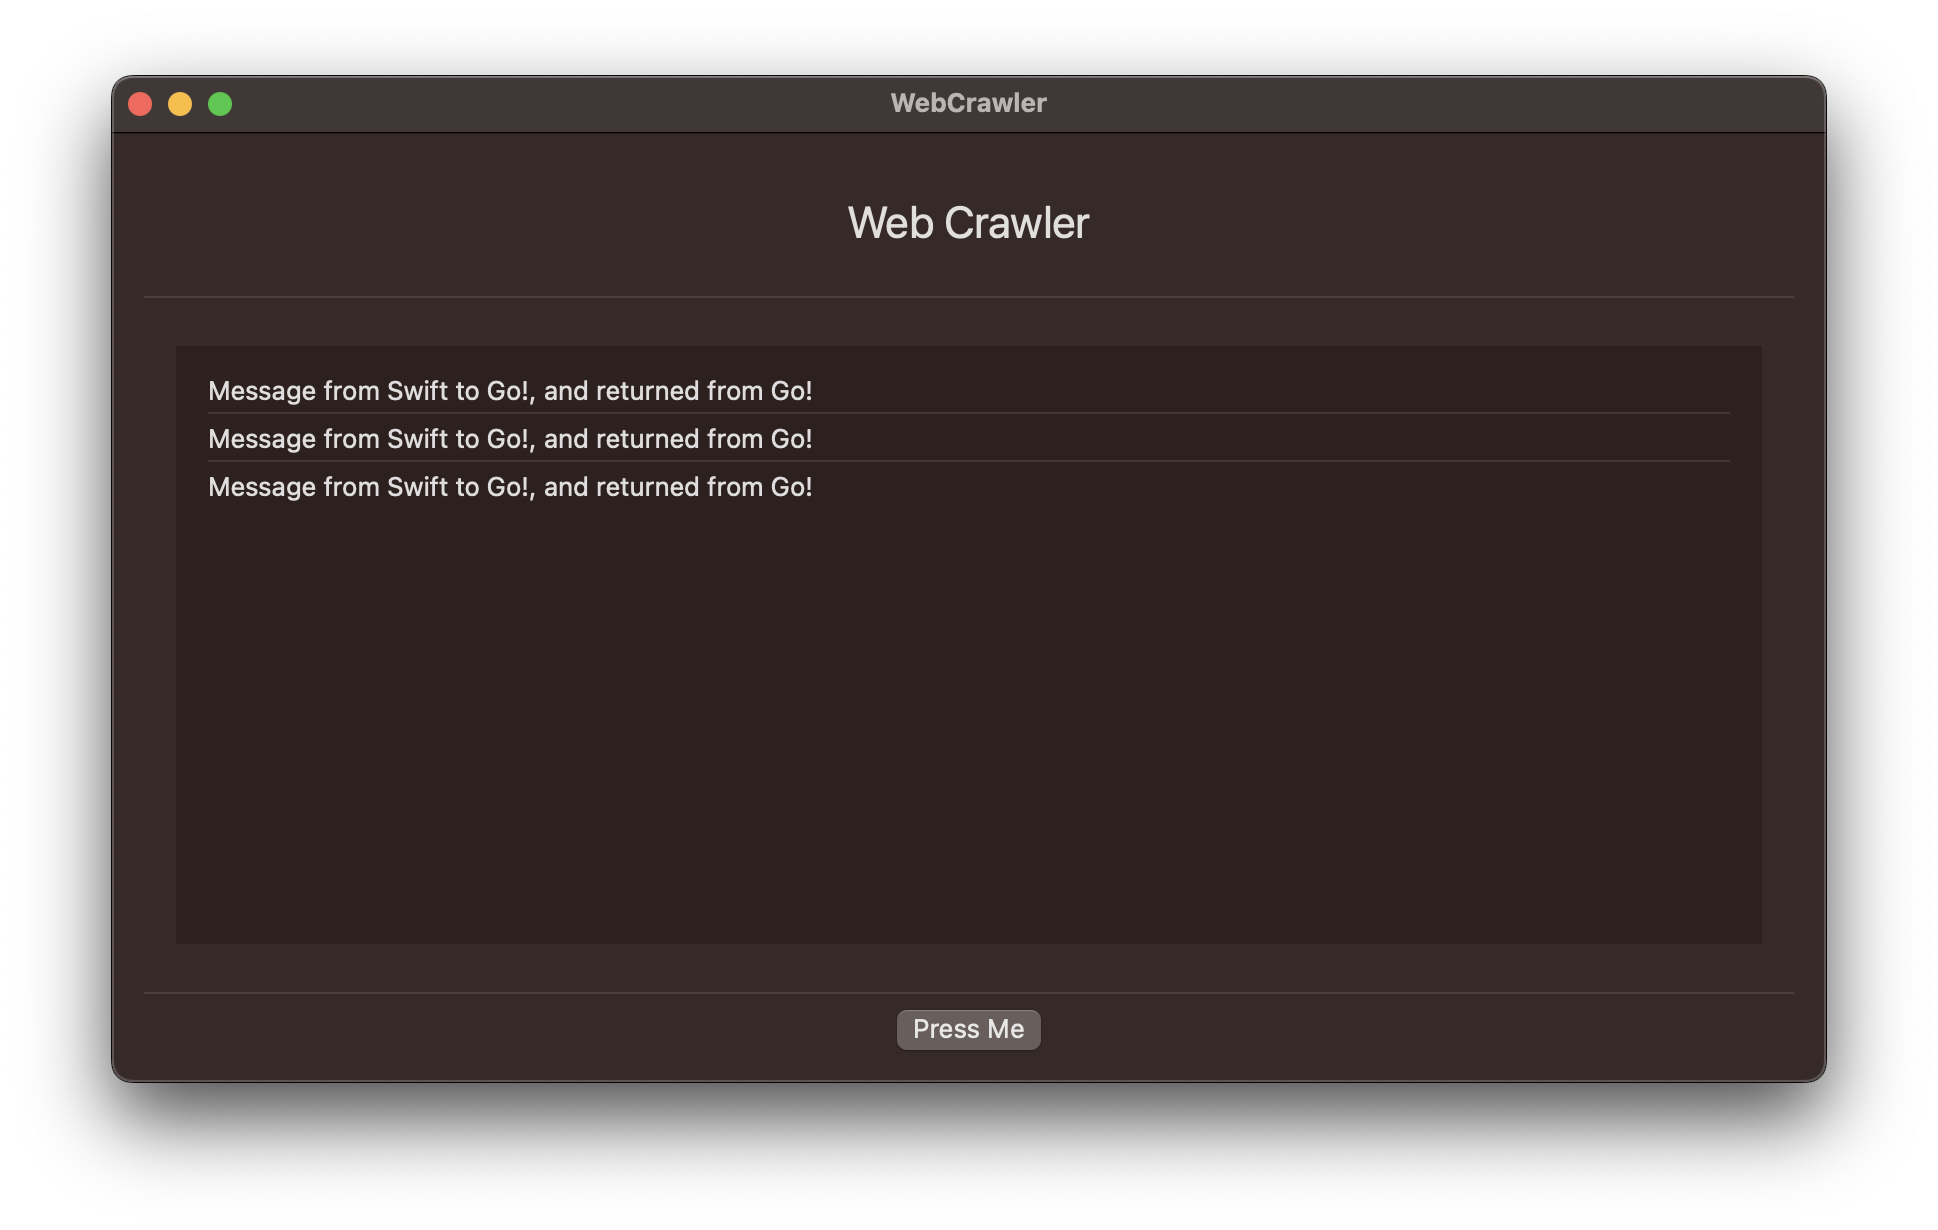 WebCrawler
Web Crawler
Message from Swift to Go!, and returned from Go!
Message from Swift to Go!, and returned from Go!
Message from Swift to Go!, and returned from Go!
Press Me